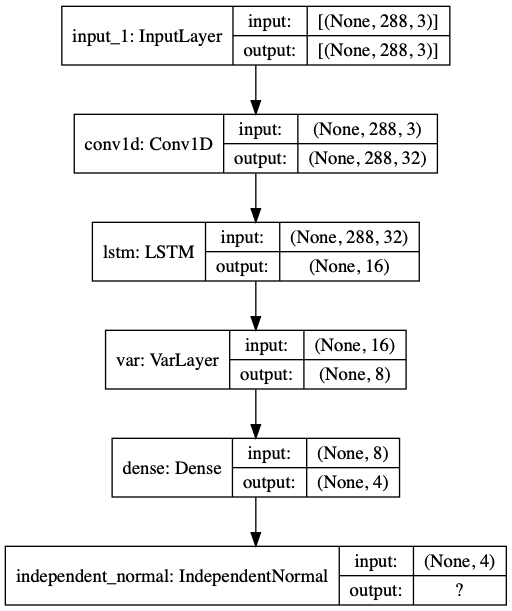 input_1: InputLayer
input: [(None, 288, 3)]
output: [(None, 288, 3)]
conv1d: Conv1D
input: (None, 288, 3)
output: (None, 288, 32)
lstm: LSTM
input: (None, 288, 32)
output: (None, 16)
var: VarLayer
input: (None, 16)
output: (None, 8)
dense: Dense
input: (None, 8)
output: (None, 4)
independent_normal: IndependentNormal
input: (None, 4)
output: ?